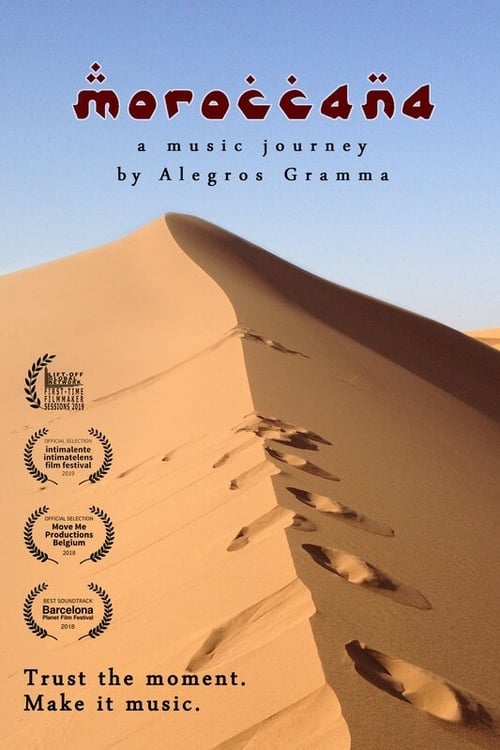 moroccana
a music journey
by Alegros Gramma
LIFT-OFF
GLOBAL
NETWORK
FIRST-TIME
FILMMAKER
SESSIONS 2019
OFFICIAL SELECTION
intimalente
intimatelens
film festival
2019
OFFICIAL SELECTION
Move Me
Productions
Belgium
2018
BEST SOUNDTRACK
Barcelona
Planet Film Festival
2018
Trust the moment.
Make it music.